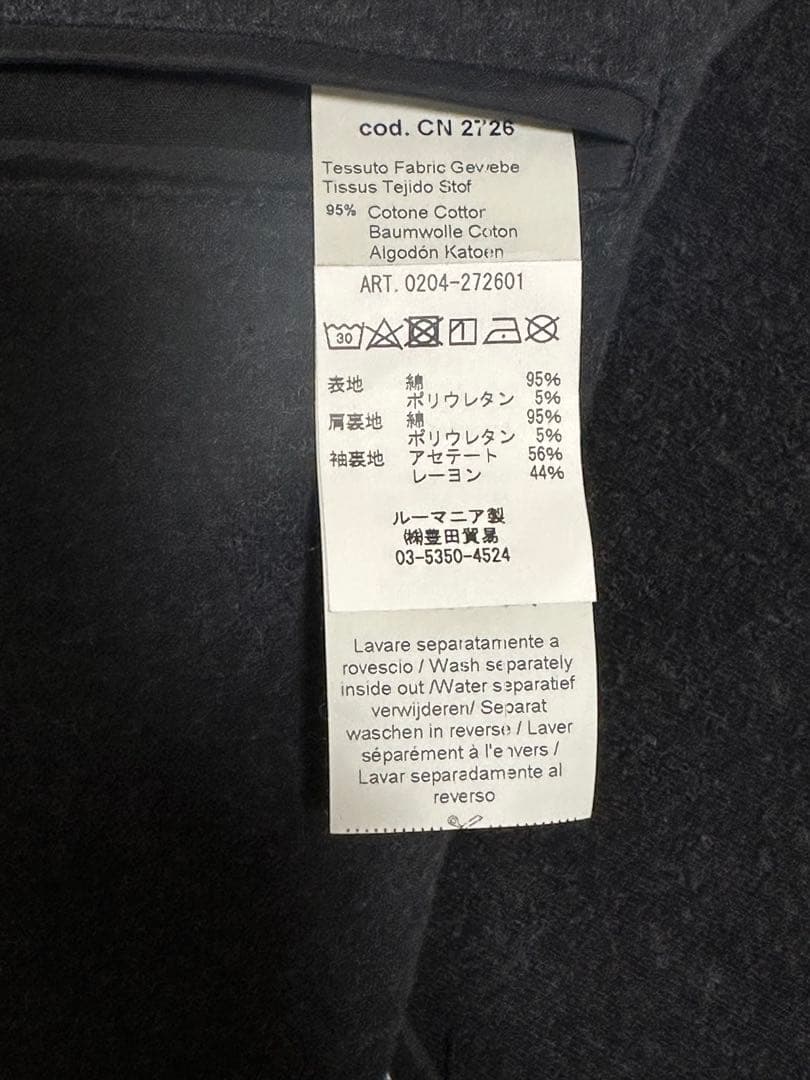 cod. CN 2726
Tessuto Fabric Gewebe
Tissus Tejido Stof
95% Cotone Cotton
Baumwolle Coton
Algodón Katoen
ART. 0204-272601
30
表地 綿 95%
ポリウレタン 5%
肩裏地 綿 95%
ポリウレタン 5%
袖裏地 アセテート 56%
レーヨン 44%
ルーマニア製
㈱豊田貿易
03-5350-4524
Lavare separatamente a
rovescio / Wash separately
inside out /Water separatief
verwijderen/ Separat
waschen in reverse / Laver
séparément à l'envers /
Lavar separadamente al
reverso